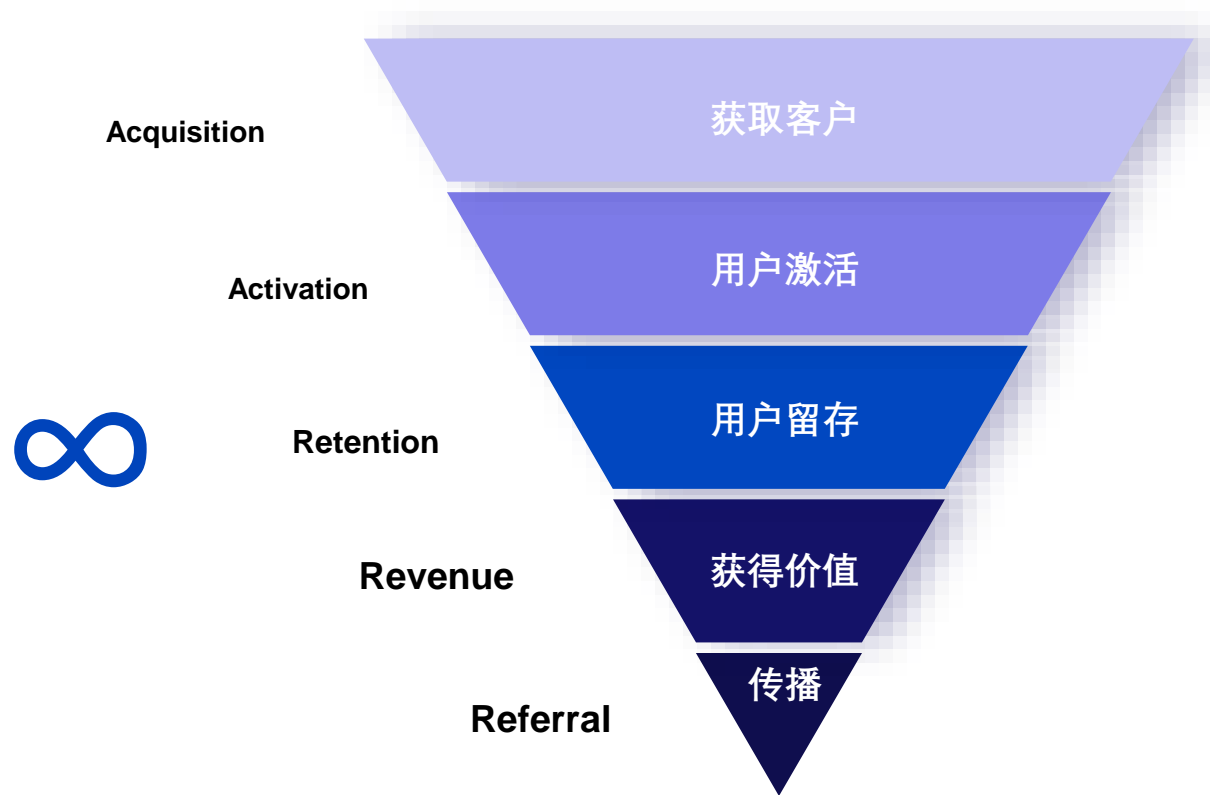 Acquisition
获取客户
Activation
用户激活
Retention
用户留存
Revenue
获得价值
Referral
传播